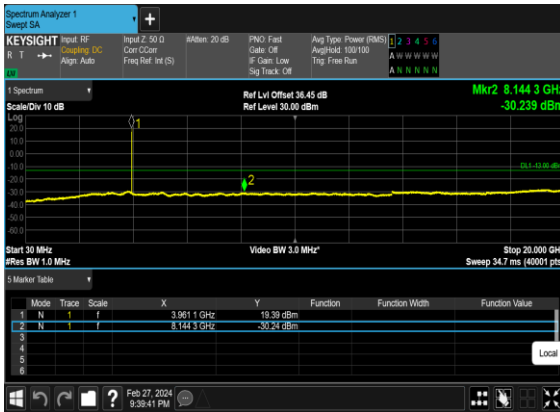 Spectrum Analyzer 1
Swept SA
+
KEYSIGHT Input: RF Input Z: 50 Ω #Atten: 20 dB PNO: Fast Avg Type: Power (RMS) 1 2 3 4 5 6
R T Coupling: DC Corr CCorr Gate: Off Avg|Hold: 100/100 A W W W W W
Align: Auto Freq Ref: Int (S) IF Gain: Low Trig: Free Run
Sig Track: Off A N N N N N
1 Spectrum Ref Lvl Offset 36.45 dB Mkr2 8.144 3 GHz
Scale/Div 10 dB Ref Level 30.00 dBm -30.239 dBm
Log
20.0
10.0
0.00
-10.0
-20.0
-30.0
-40.0
-50.0
-60.0
1
2
DL1 -13.00 dBm
Start 30 MHz Video BW 3.0 MHz* Stop 20.000 GHz
#Res BW 1.0 MHz Sweep 34.7 ms (40001 pts)
5 Marker Table
Mode Trace Scale X Y Function Function Width Function Value
1 N 1 f 3.961 1 GHz 19.39 dBm
2 N 1 f 8.144 3 GHz -30.24 dBm
3
4
5
6
Local
? Feb 27, 2024
9:39:41 PM